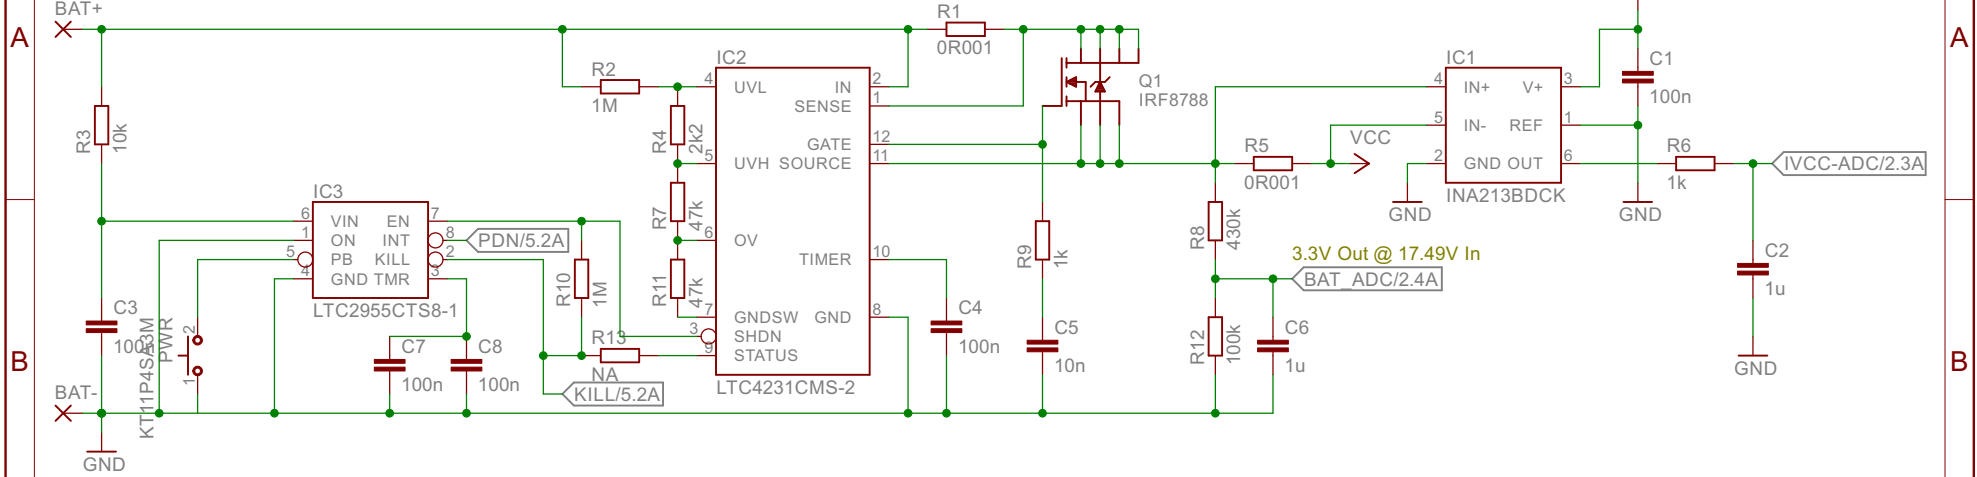 BAT+
A
R3
10k
R2
1M
R4
2k2
R7
47k
R11
47k
IC2
4 UVL
5 UVH
6 OV
7 GNDSW
3 SHDN
9 STATUS
IN 2
SENSE 1
GATE 12
SOURCE 11
TIMER 10
GND 8
LTC4231CMS-2
R1
0R001
Q1
IRF8788
R5
0R001
VCC
IC1
4 IN+
5 IN-
2 GND
V+ 3
REF 1
OUT 6
INA213BDCK
GND
C1
100n
GND
R6
1k
IVCC-ADC/2.3A
A
IC3
6 VIN
1 ON
5 PB
4 GND
EN 7
INT 8
KILL 2
TMR 3
LTC2955CTS8-1
PDN/5.2A
R10
1M
R13
NA
KILL/5.2A
C3
100n
KT11P4SA3M
PWR
2
1
C7
100n
C8
100n
C4
100n
R9
1k
C5
10n
R8
430k
3.3V Out @ 17.49V In
BAT_ADC/2.4A
R12
100k
C6
1u
C2
1u
GND
B
BAT-
GND
B